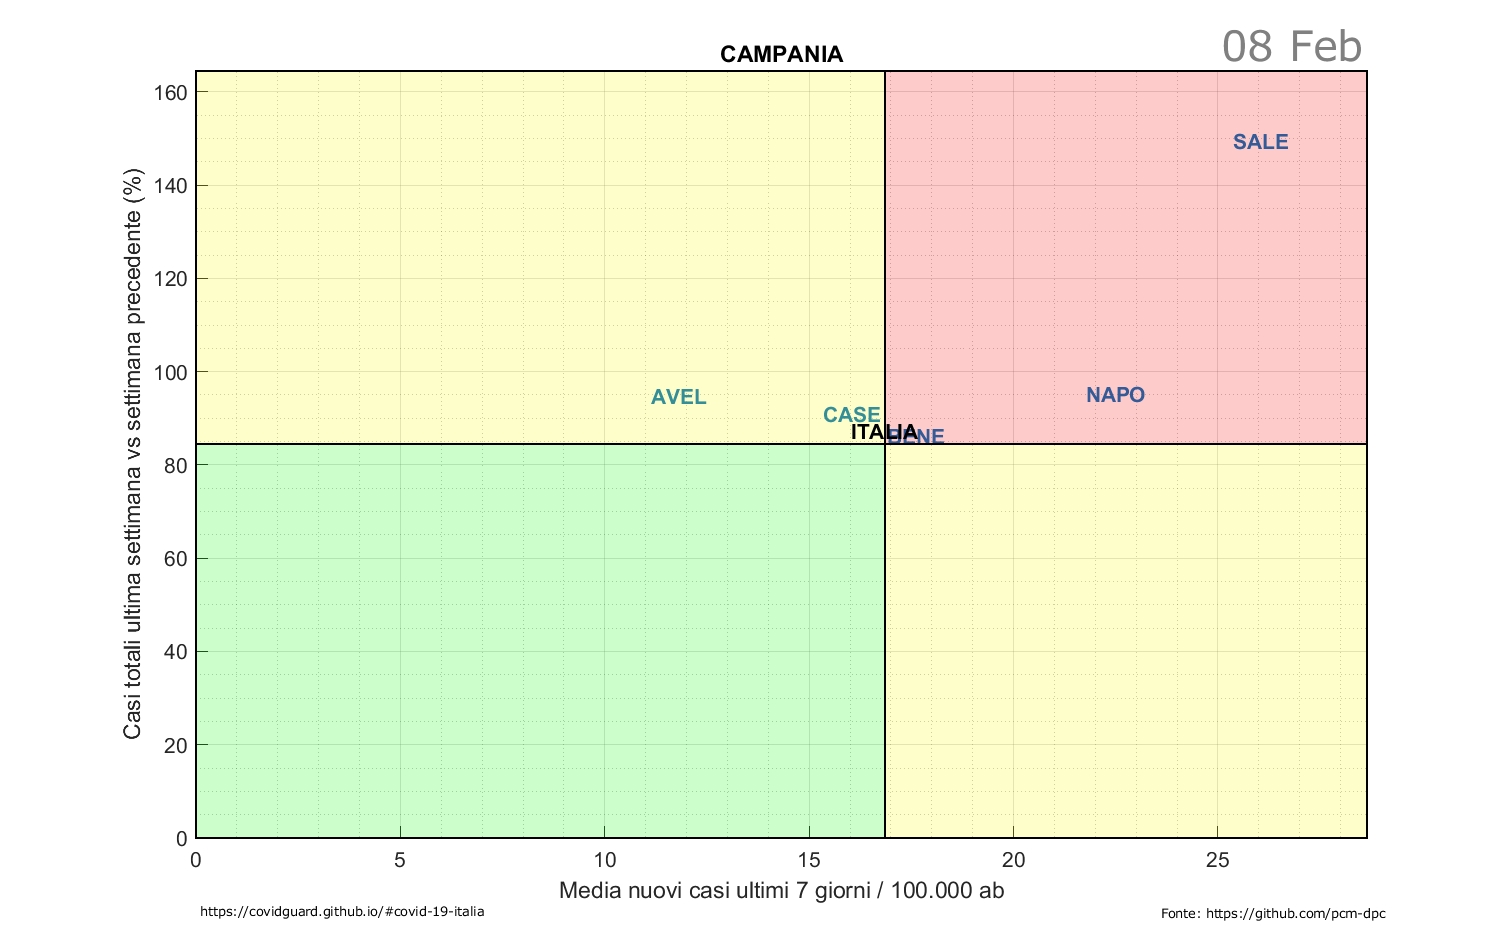 08 Feb
CAMPANIA
Casi totali ultima settimana vs settimana precedente (%)
160
140
120
100
80
60
40
20
0
SALE
AVEL
NAPO
CASE
ITALIA
BENE
0 5 10 15 20 25
Media nuovi casi ultimi 7 giorni / 100.000 ab
https://covidguard.github.io/#covid-19-italia
Fonte: https://github.com/pcm-dpc